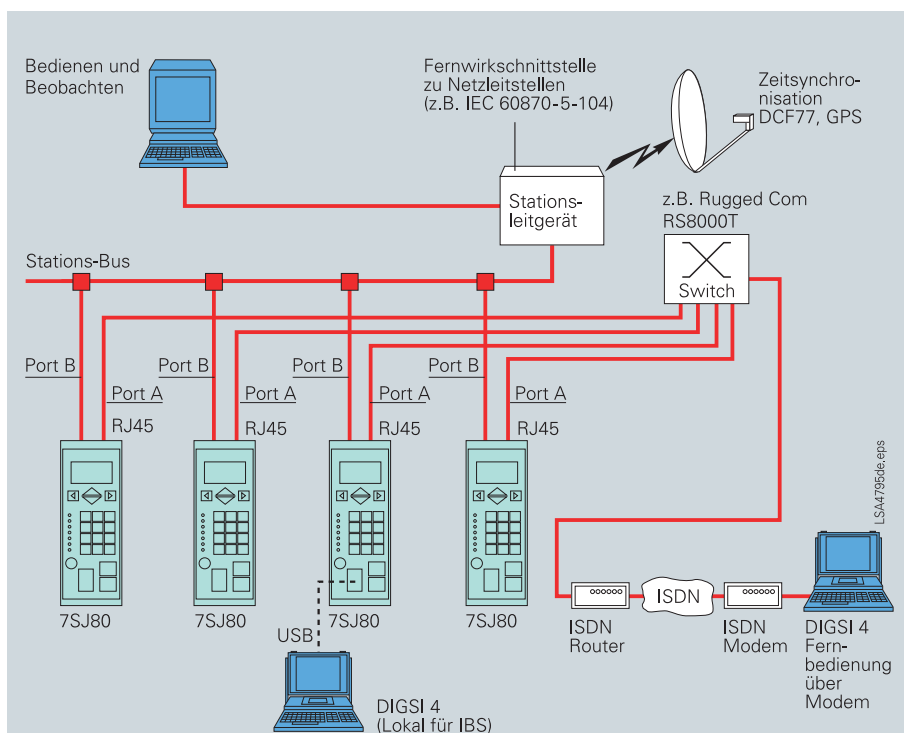 Bedienen und
Beobachten
Fernwirkschnittstelle
zu Netzleitstellen
(z.B. IEC 60870-5-104)
Zeitsynchro-
nisation
DCF77, GPS
Stations-
leitgerät
z.B. Rugged Com
RS8000T
Switch
Stations-Bus
Port B
Port B
Port B
Port B
Port A
Port A
Port A
Port A
RJ45
RJ45
RJ45
RJ45
LSA4795de.eps
7SJ80
7SJ80
7SJ80
7SJ80
USB
DIGSI 4
(Lokal für IBS)
ISDN
Router
ISDN
ISDN
Modem
DIGSI 4
Fern-
bedienung
über
Modem